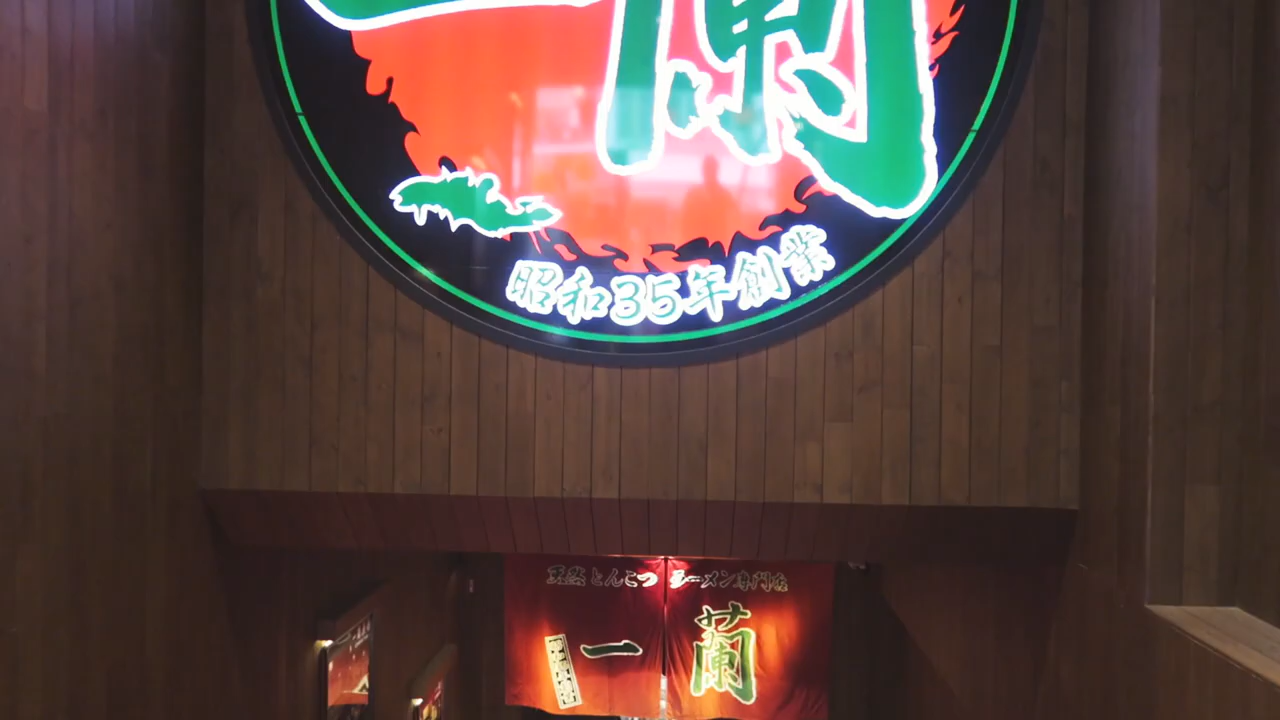 一蘭
昭和35年創業
天然とんこつ ラーメン専門店
一蘭